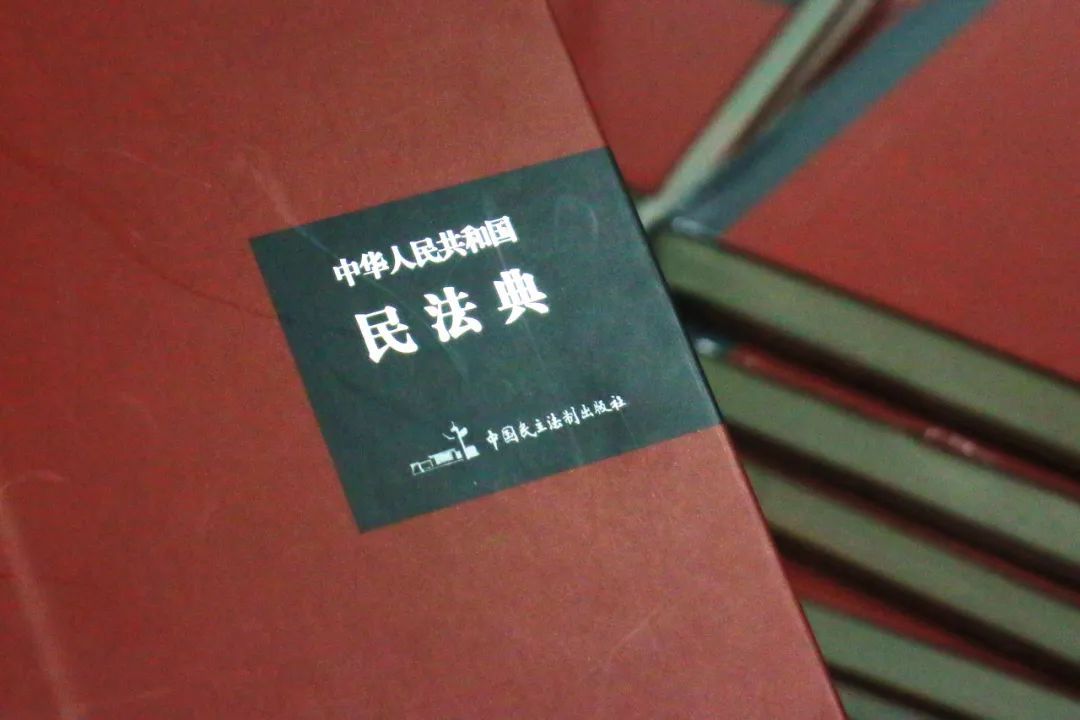 中华人民共和国
民法典
中国民主法制出版社